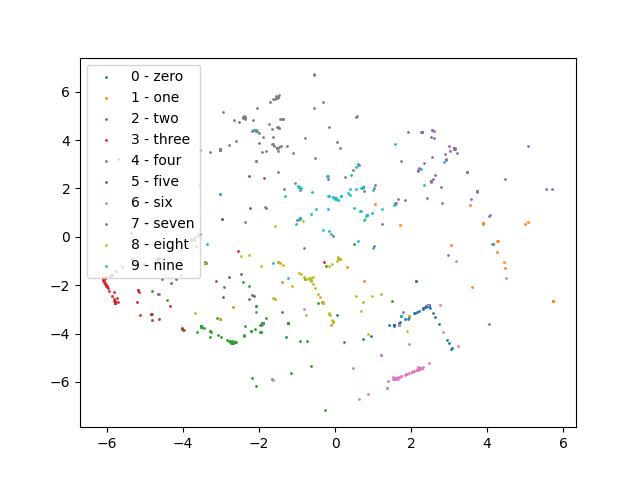 0 - zero
1 - one
2 - two
3 - three
4 - four
5 - five
6 - six
7 - seven
8 - eight
9 - nine
6
4
2
0
−2
−4
−6
−6 −4 −2 0 2 4 6